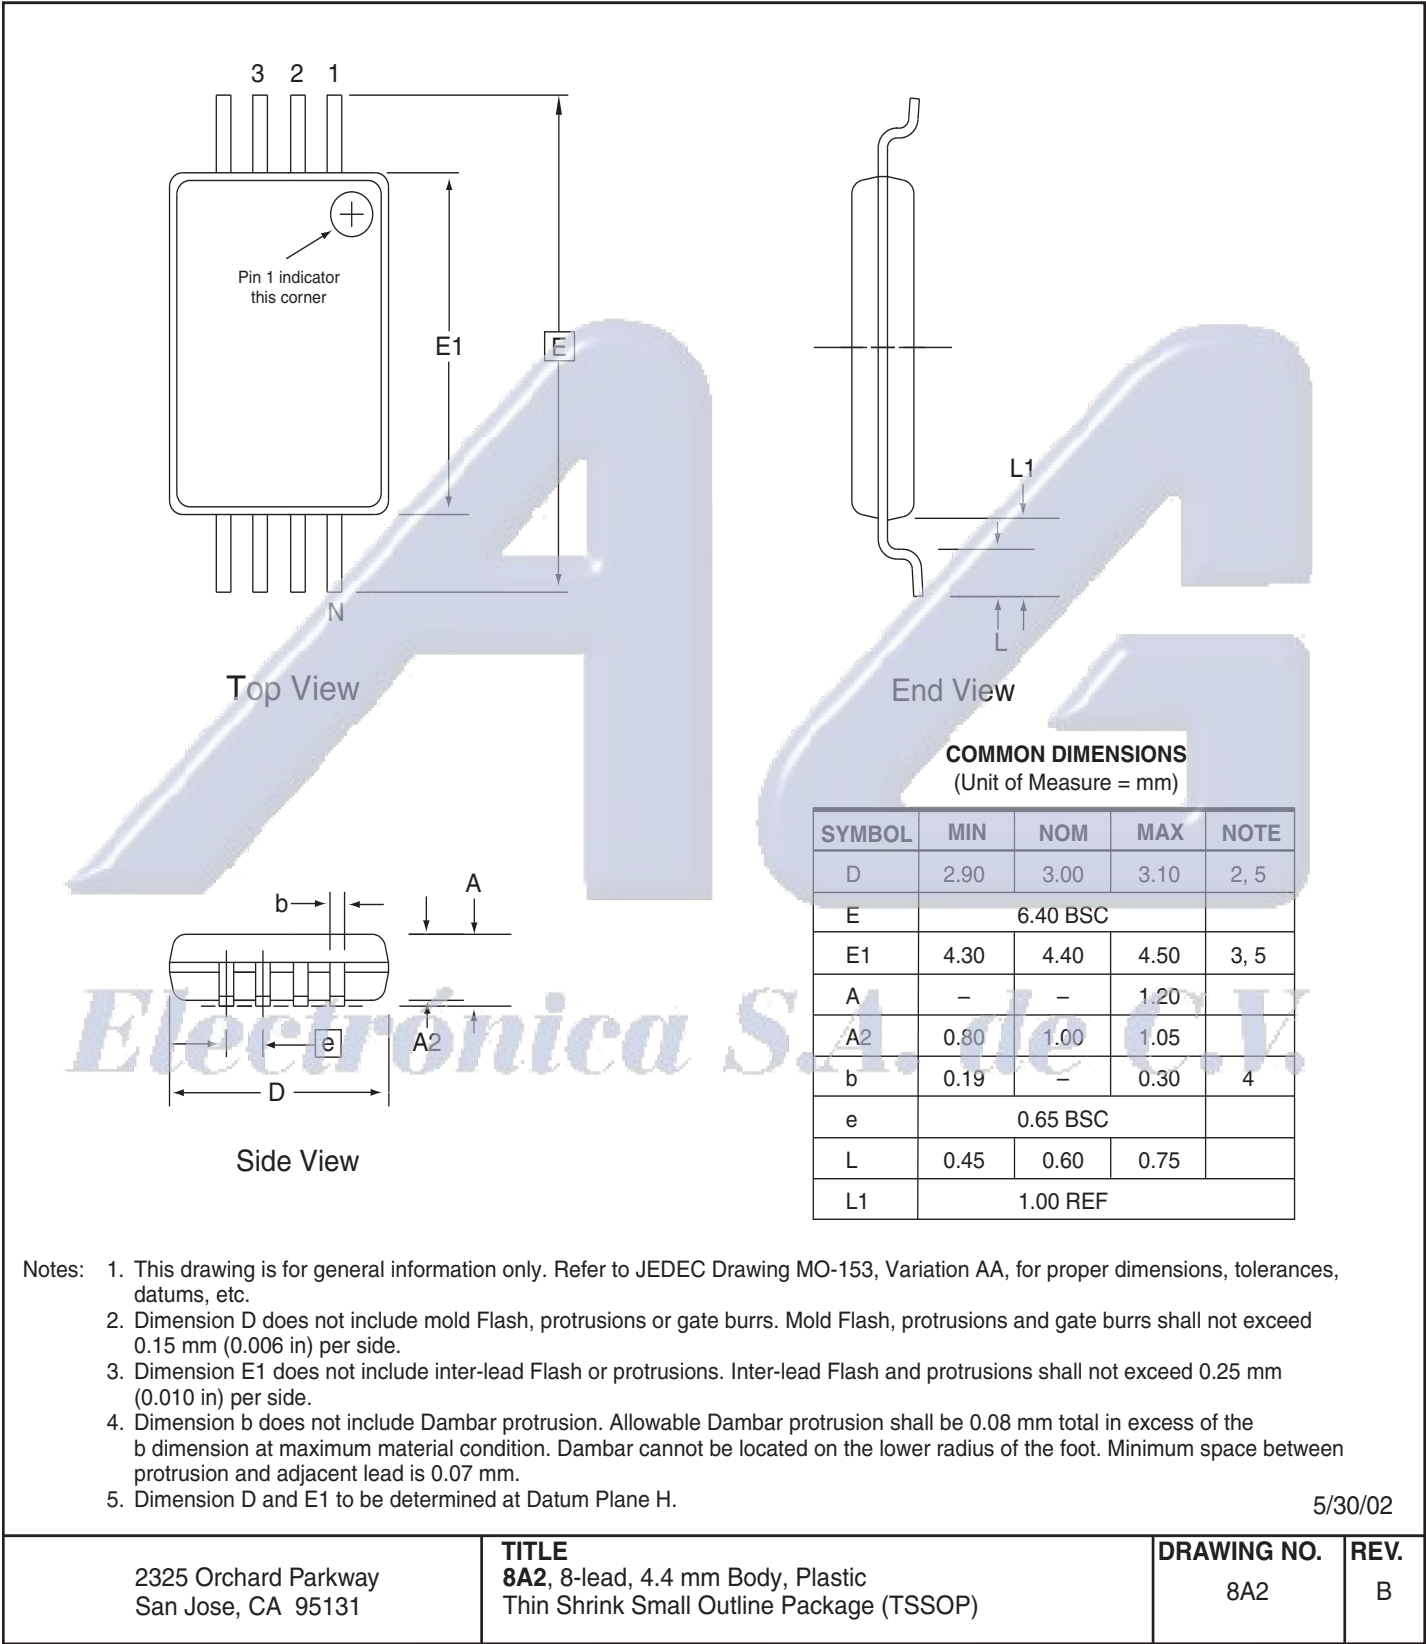 3 2 1
Pin 1 indicator
this corner
E1
E
N
Top View
L1
L
End View
COMMON DIMENSIONS
(Unit of Measure = mm)
SYMBOL MIN NOM MAX NOTE
D 2.90 3.00 3.10 2, 5
E 6.40 BSC
E1 4.30 4.40 4.50 3, 5
A – – 1.20
A2 0.80 1.00 1.05
b 0.19 – 0.30 4
e 0.65 BSC
L 0.45 0.60 0.75
L1 1.00 REF
b
A
e
A2
D
Side View
Electrónica S.A. de C.V.
AG
Notes: 1. This drawing is for general information only. Refer to JEDEC Drawing MO-153, Variation AA, for proper dimensions, tolerances,
datums, etc.
2. Dimension D does not include mold Flash, protrusions or gate burrs. Mold Flash, protrusions and gate burrs shall not exceed
0.15 mm (0.006 in) per side.
3. Dimension E1 does not include inter-lead Flash or protrusions. Inter-lead Flash and protrusions shall not exceed 0.25 mm
(0.010 in) per side.
4. Dimension b does not include Dambar protrusion. Allowable Dambar protrusion shall be 0.08 mm total in excess of the
b dimension at maximum material condition. Dambar cannot be located on the lower radius of the foot. Minimum space between
protrusion and adjacent lead is 0.07 mm.
5. Dimension D and E1 to be determined at Datum Plane H.
5/30/02
2325 Orchard Parkway
San Jose, CA 95131
TITLE
8A2, 8-lead, 4.4 mm Body, Plastic
Thin Shrink Small Outline Package (TSSOP)
DRAWING NO.
8A2
REV.
B